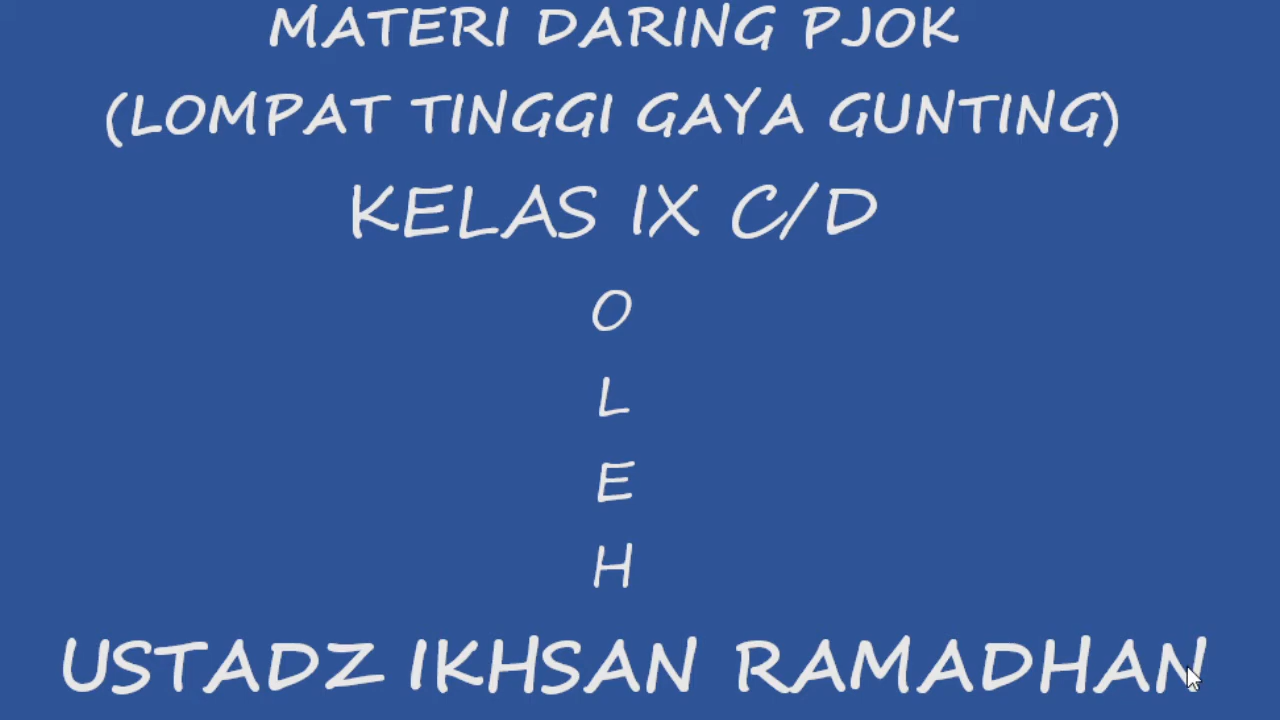 MATERI DARING PJOK
(LOMPAT TINGGI GAYA GUNTING)
KELAS IX C/D
O
L
E
H
USTADZ IKHSAN RAMADHAN